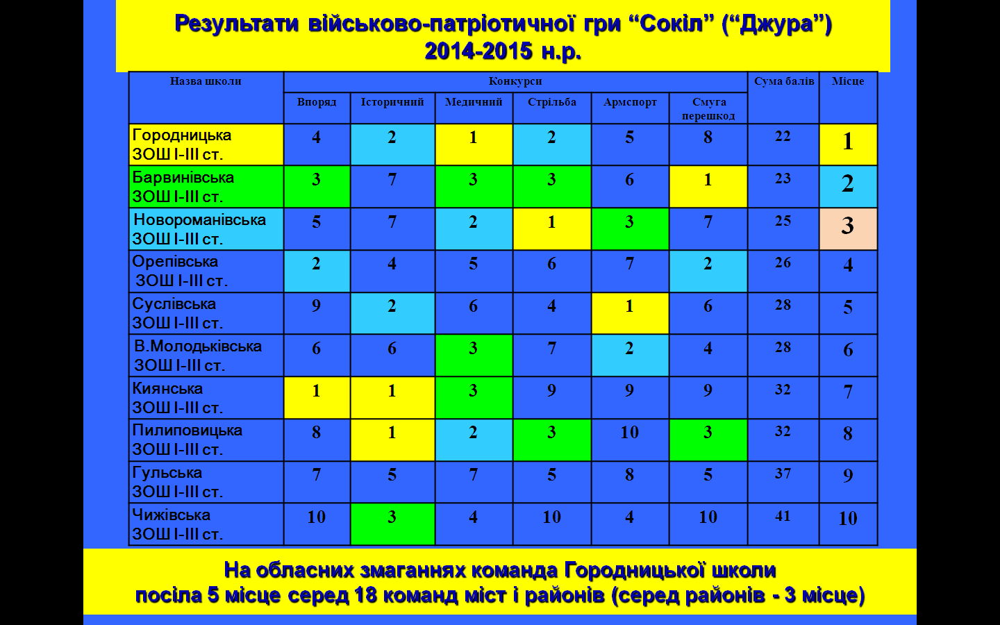 Результати військово-патріотичної гри “Сокіл” (“Джура”)
2014-2015 н.р.
Назва школи Конкурси Сума балів Місце
Впоряд Історичний Медичний Стрільба Армспорт Смуга
перешкод
Городницька 4 2 1 2 5 8 22 1
ЗОШ І-ІІІ ст.
Барвинівська 3 7 3 3 6 1 23 2
ЗОШ І-ІІІ ст.
Новороманівська 5 7 2 1 3 7 25 3
ЗОШ І-ІІІ ст.
Орепівська 2 4 5 6 7 2 26 4
ЗОШ І-ІІІ ст.
Суслівська 9 2 6 4 1 6 28 5
ЗОШ І-ІІІ ст.
В.Молодьківська 6 6 3 7 2 4 28 6
ЗОШ І-ІІІ ст.
Киянська 1 1 3 9 9 9 32 7
ЗОШ І-ІІІ ст.
Пилиповицька 8 1 2 3 10 3 32 8
ЗОШ І-ІІІ ст.
Гульська 7 5 7 5 8 5 37 9
ЗОШ І-ІІІ ст.
Чижівська 10 3 4 10 4 10 41 10
ЗОШ І-ІІІ ст.
На обласних змаганнях команда Городницької школи
посіла 5 місце серед 18 команд міст і районів (серед районів - 3 місце)